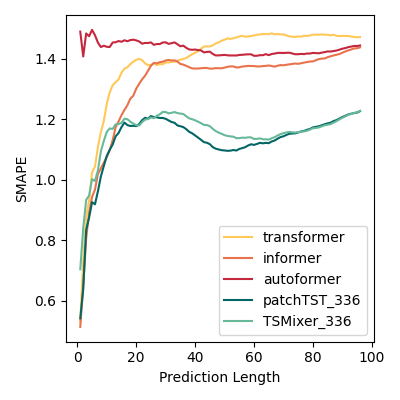 SMAPE
1.4
1.2
1.0
0.8
0.6
0
20
40
60
80
100
Prediction Length
transformer
informer
autoformer
patchTST_336
TSMixer_336